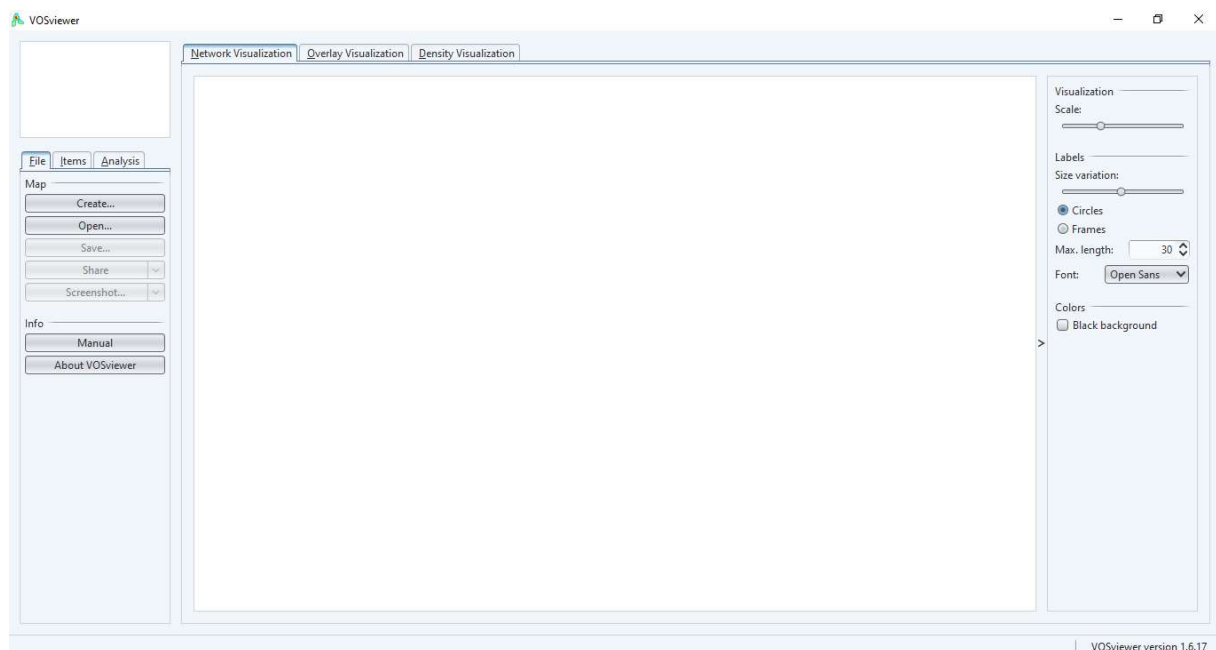 VOSviewer
Network Visualization Overlay Visualization Density Visualization
File Items Analysis
Map
Create...
Open...
Save...
Share
Screenshot...
Info
Manual
About VOSviewer
>
Visualization
Scale:
Labels
Size variation:
Circles
Frames
Max. length: 30
Font: Open Sans
Colors
Black background
VOSviewer version 1.6.17